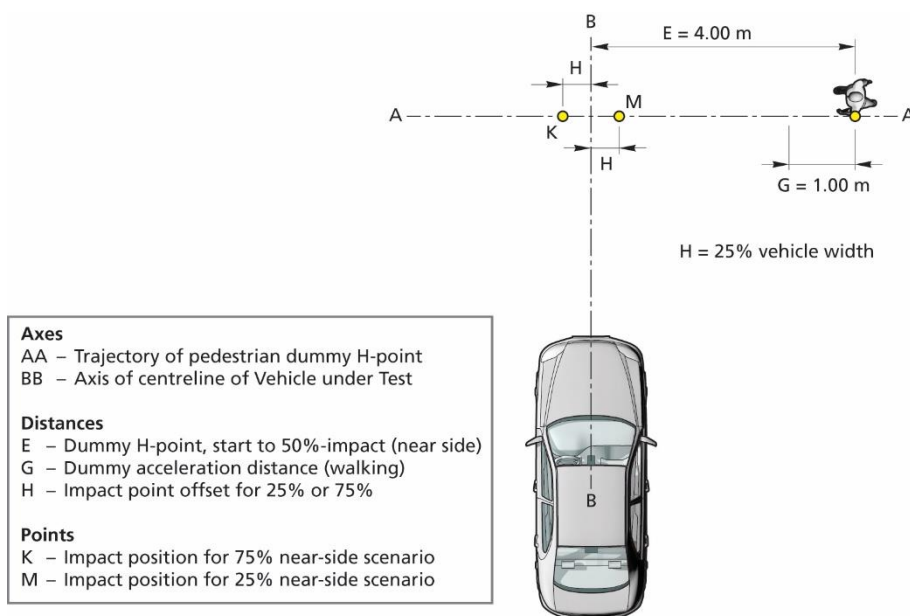 B
E = 4.00 m
H
M
A
A
K
H
G = 1.00 m
H = 25% vehicle width
B
Axes
AA – Trajectory of pedestrian dummy H-point
BB – Axis of centreline of Vehicle under Test
Distances
E – Dummy H-point, start to 50%-impact (near side)
G – Dummy acceleration distance (walking)
H – Impact point offset for 25% or 75%
Points
K – Impact position for 75% near-side scenario
M – Impact position for 25% near-side scenario